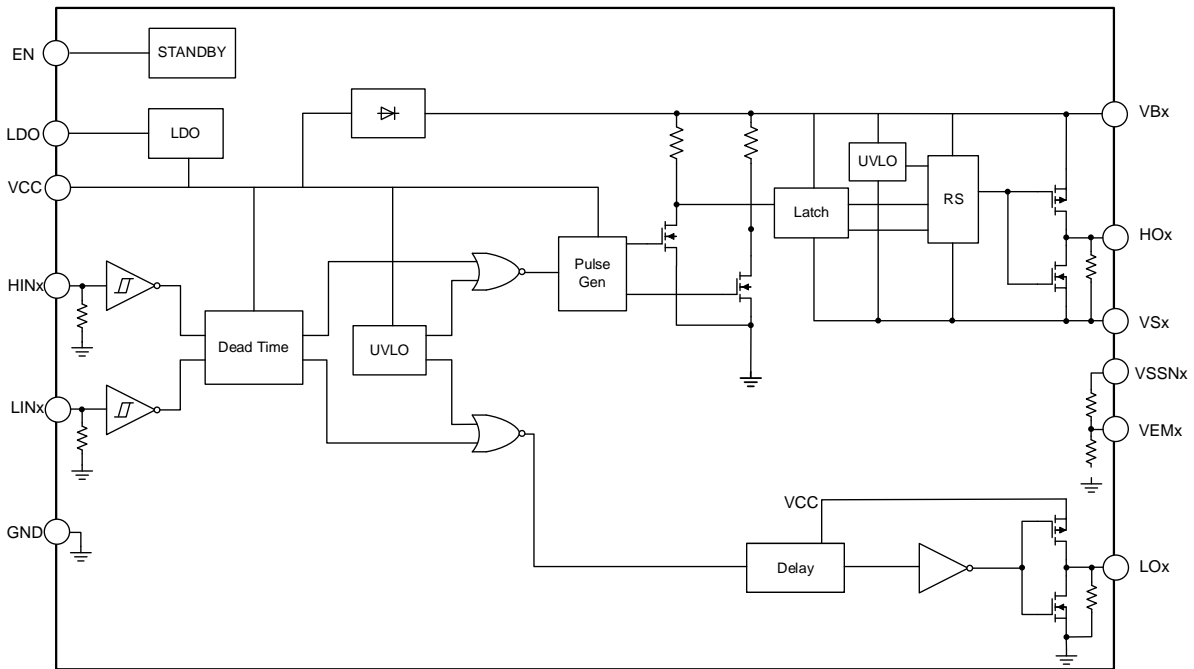 EN
STANDBY
LDO
LDO
VCC
VBx
UVLO
RS
Latch
HOx
HINx
Pulse
Gen
Dead Time
UVLO
VSx
VSSNx
LINx
VEMx
VCC
GND
Delay
LOx